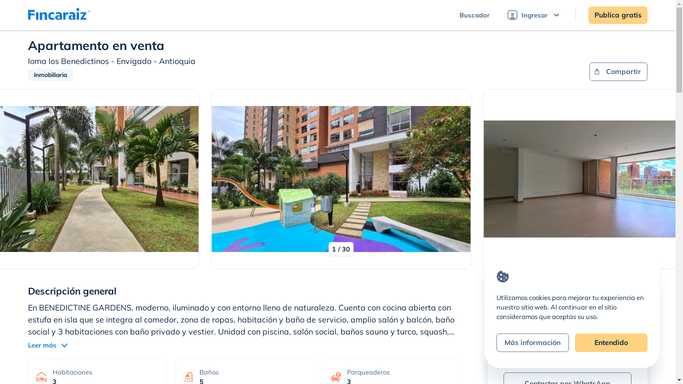 Fincaraiz
Buscador
Ingresar
Publica gratis
Apartamento en venta
loma los Benedictinos - Envigado - Antioquia
Inmobiliaria
Compartir
1 / 30
Descripción general
En BENEDICTINE GARDENS, moderno, iluminado y con entorno lleno de naturaleza. Cuenta con cocina abierta con
estufa en isla que se integra al comedor, zona de ropas, habitación y baño de servicio, amplio salón y balcón, baño
social y 3 habitaciones con baño privado y vestier. Unidad con piscina, salón social, baños sauna y turco, squash,...
Leer más
Habitaciones
3
Baños
5
Parqueaderos
3
Utilizamos cookies para mejorar tu experiencia en
nuestro sitio web. Al continuar en el sitio
consideramos que aceptas su uso.
Más información
Entendido
Contactar por WhatsApp